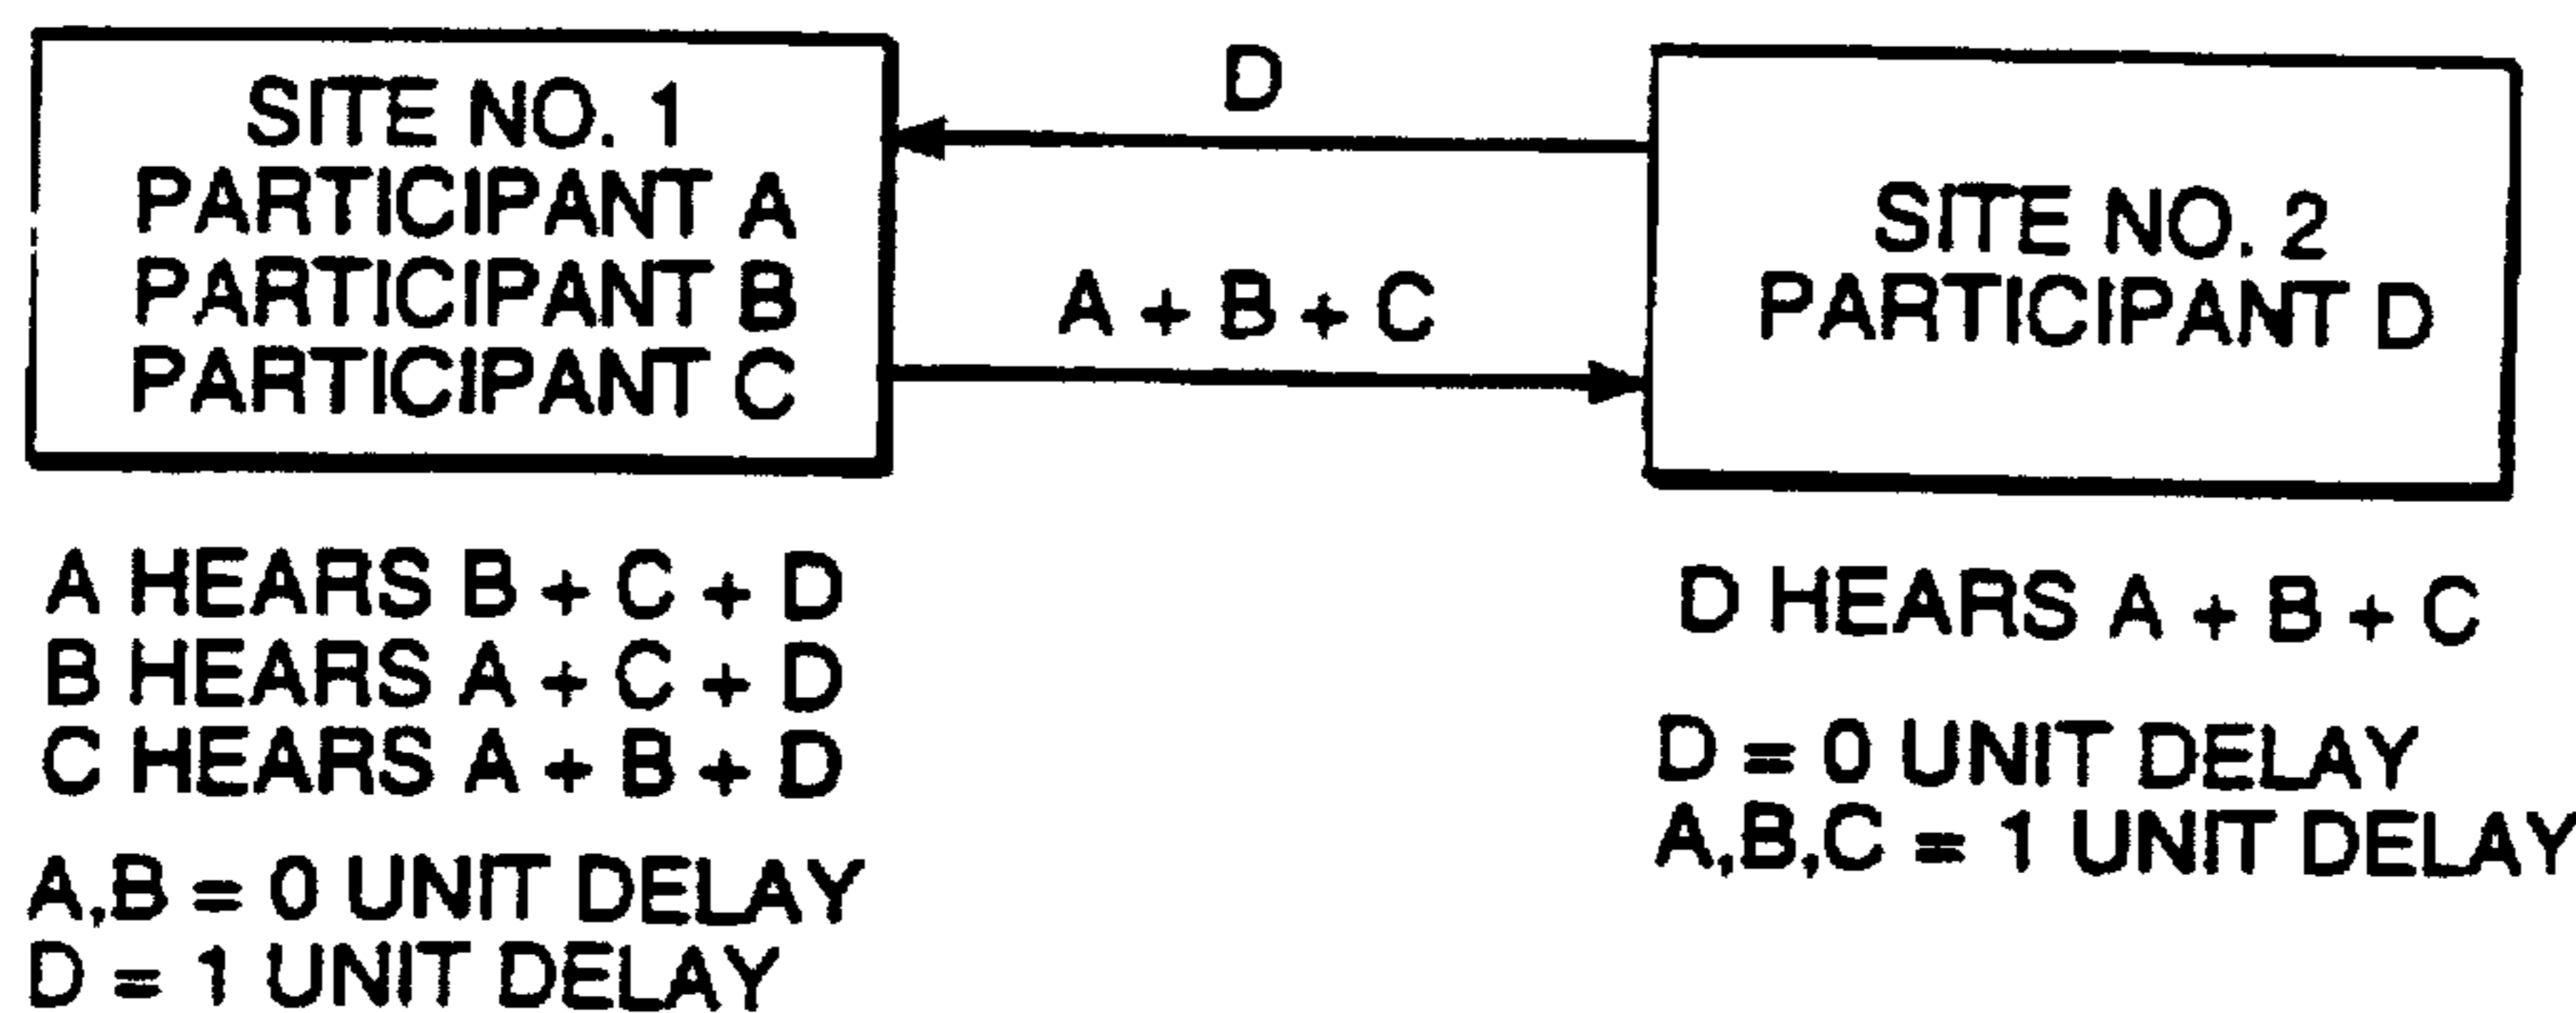 SITE NO. 1
PARTICIPANT A
PARTICIPANT B
PARTICIPANT C
D
A + B + C
SITE NO. 2
PARTICIPANT D
A HEARS B + C + D
B HEARS A + C + D
C HEARS A + B + D
A,B = 0 UNIT DELAY
D = 1 UNIT DELAY
D HEARS A + B + C
D = 0 UNIT DELAY
A,B,C = 1 UNIT DELAY